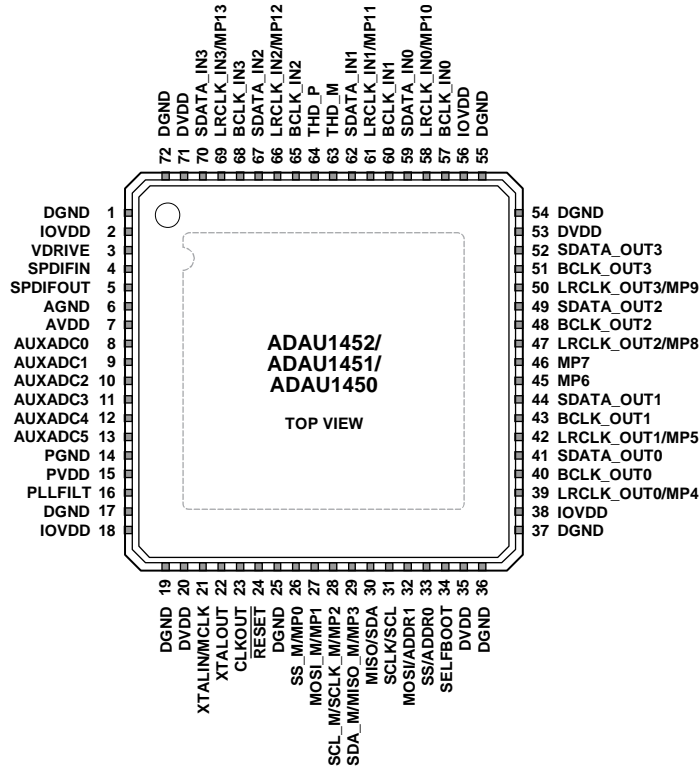 72 DGND
71 DVDD
70 SDATA_IN3
69 LRCLK_IN3/MP13
68 BCLK_IN3
67 SDATA_IN2
66 LRCLK_IN2/MP12
65 BCLK_IN2
64 THD_P
63 THD_M
62 SDATA_IN1
61 LRCLK_IN1/MP11
60 BCLK_IN1
59 SDATA_IN0
58 LRCLK_IN0/MP10
57 BCLK_IN0
56 IOVDD
55 DGND
DGND 1
IOVDD 2
VDRIVE 3
SPDIFIN 4
SPDIFOUT 5
AGND 6
AVDD 7
AUXADC0 8
AUXADC1 9
AUXADC2 10
AUXADC3 11
AUXADC4 12
AUXADC5 13
PGND 14
PVDD 15
PLLFILT 16
DGND 17
IOVDD 18
ADAU1452/
ADAU1451/
ADAU1450
TOP VIEW
54 DGND
53 DVDD
52 SDATA_OUT3
51 BCLK_OUT3
50 LRCLK_OUT3/MP9
49 SDATA_OUT2
48 BCLK_OUT2
47 LRCLK_OUT2/MP8
46 MP7
45 MP6
44 SDATA_OUT1
43 BCLK_OUT1
42 LRCLK_OUT1/MP5
41 SDATA_OUT0
40 BCLK_OUT0
39 LRCLK_OUT0/MP4
38 IOVDD
37 DGND
DGND 19
DVDD 20
XTALIN/MCLK 21
XTALOUT 22
CLKOUT 23
RESET 24
DGND 25
SS_M/MP0 26
MOSI_M/MP1 27
SCL_M/SCLK_M/MP2 28
SDA_M/MISO_M/MP3 29
MISO/SDA 30
SCLK/SCL 31
MOSI/ADDR1 32
SS/ADDR0 33
SELFBOOT 34
DVDD 35
DGND 36